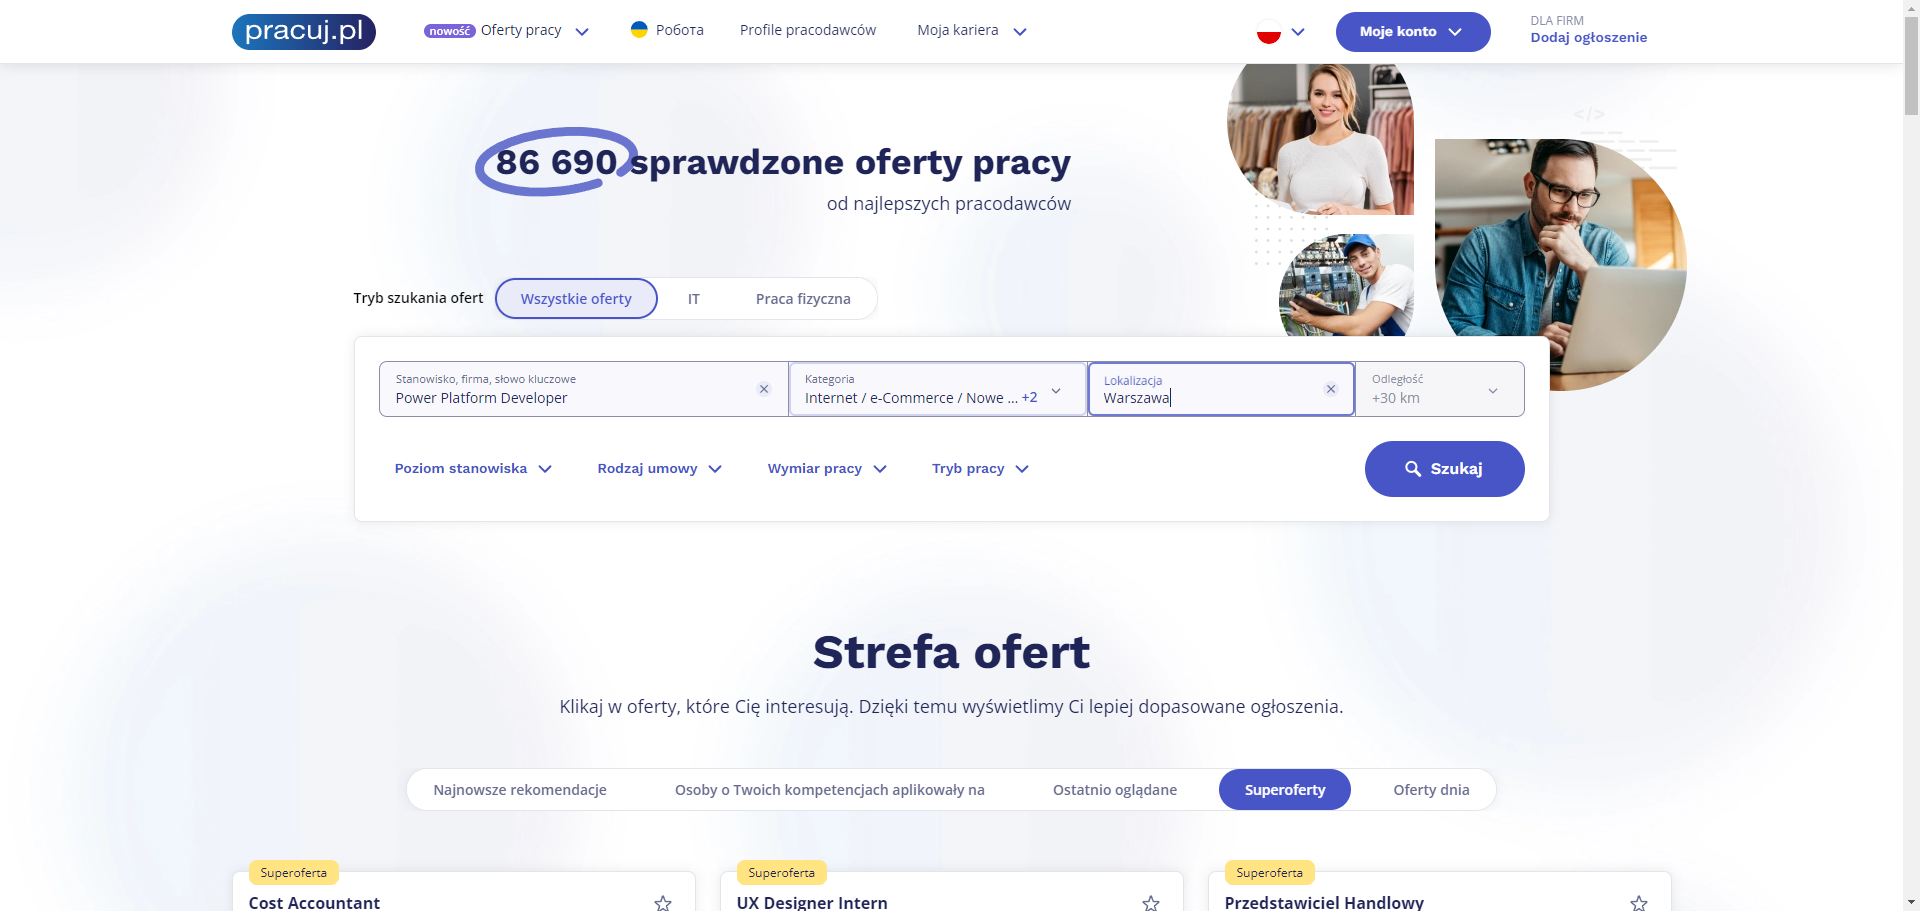 pracuj.pl
nowość Oferty pracy
Робота
Profile pracodawców
Moja kariera
Moje konto
DLA FIRM
Dodaj ogłoszenie
86 690 sprawdzone oferty pracy
od najlepszych pracodawców
</>
Tryb szukania ofert
Wszystkie oferty
IT
Praca fizyczna
Stanowisko, firma, słowo kluczowe
Power Platform Developer
Kategoria
Internet / e-Commerce / Nowe ... +2
Lokalizacja
Warszawa
Odległość
+30 km
Poziom stanowiska
Rodzaj umowy
Wymiar pracy
Tryb pracy
Szukaj
Strefa ofert
Klikaj w oferty, które Cię interesują. Dzięki temu wyświetlimy Ci lepiej dopasowane ogłoszenia.
Najnowsze rekomendacje
Osoby o Twoich kompetencjach aplikowały na
Ostatnio oglądane
Superoferty
Oferty dnia
Superoferta
Cost Accountant
Superoferta
UX Designer Intern
Superoferta
Przedstawiciel Handlowy